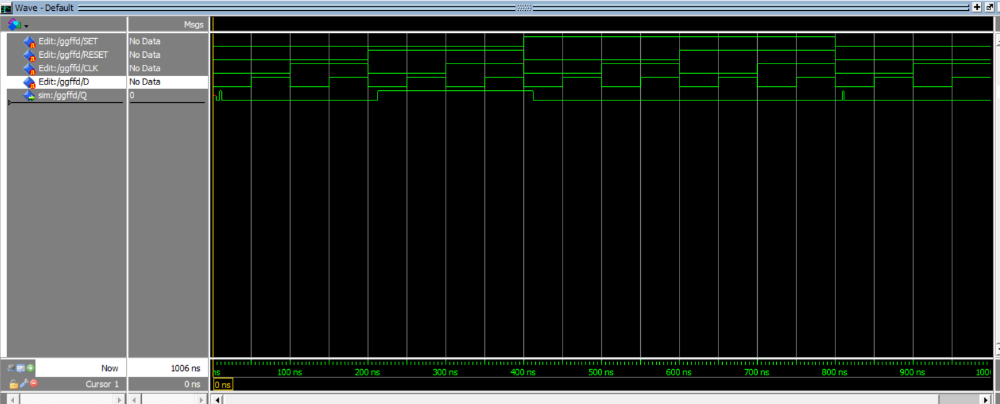 Wave - Default
Msgs
Edit:/ggffd/SET No Data
Edit:/ggffd/RESET No Data
Edit:/ggffd/CLK No Data
Edit:/ggffd/D No Data
sim:/ggffd/Q 0
Now 1006 ns
ns 100 ns 200 ns 300 ns 400 ns 500 ns 600 ns 700 ns 800 ns 900 ns 100
Cursor 1 0 ns
0 ns